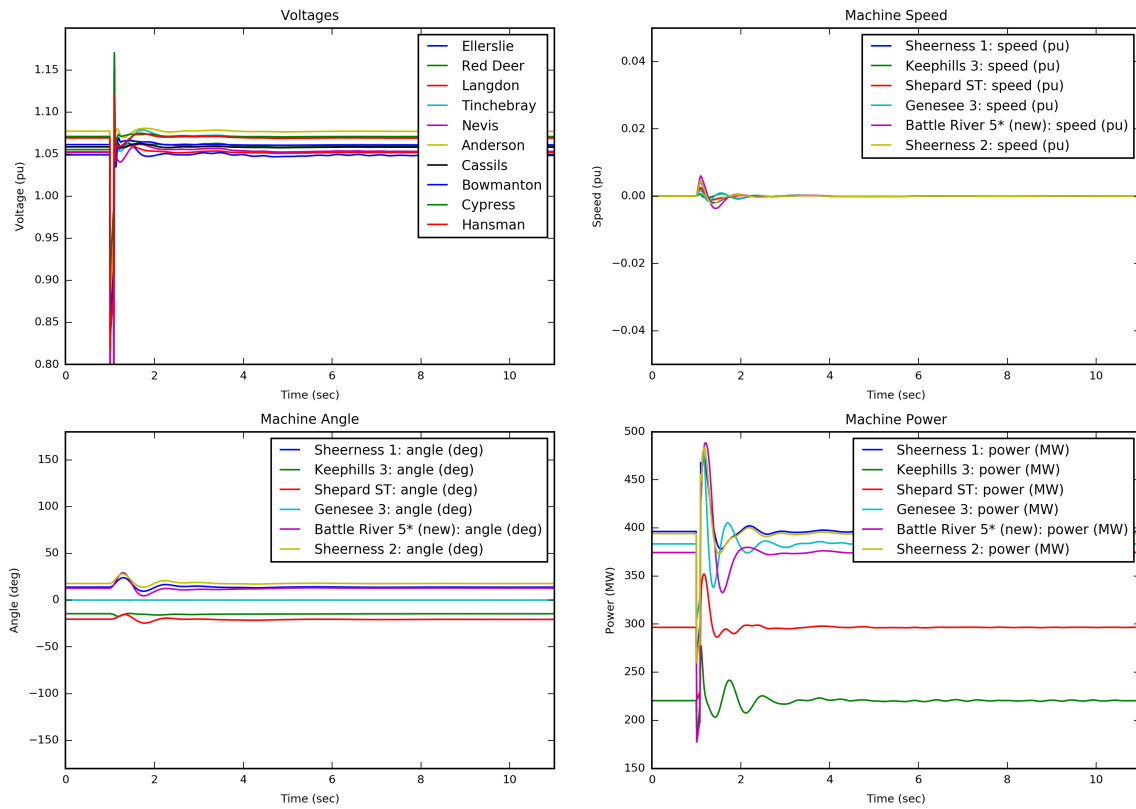 Voltages
Voltage (pu)
1.15
1.10
1.05
1.00
0.95
0.90
0.85
0.80
0 2 4 6 8 10
Time (sec)
Ellerslie
Red Deer
Langdon
Tinchebray
Nevis
Anderson
Cassils
Bowmanton
Cypress
Hansman
Machine Speed
Speed (pu)
0.04
0.02
0.00
−0.02
−0.04
0 2 4 6 8 10
Time (sec)
Sheerness 1: speed (pu)
Keephills 3: speed (pu)
Shepard ST: speed (pu)
Genesee 3: speed (pu)
Battle River 5* (new): speed (pu)
Sheerness 2: speed (pu)
Machine Angle
Angle (deg)
150
100
50
0
−50
−100
−150
0 2 4 6 8 10
Time (sec)
Sheerness 1: angle (deg)
Keephills 3: angle (deg)
Shepard ST: angle (deg)
Genesee 3: angle (deg)
Battle River 5* (new): angle (deg)
Sheerness 2: angle (deg)
Machine Power
Power (MW)
500
450
400
350
300
250
200
150
0 2 4 6 8 10
Time (sec)
Sheerness 1: power (MW)
Keephills 3: power (MW)
Shepard ST: power (MW)
Genesee 3: power (MW)
Battle River 5* (new): power (MW)
Sheerness 2: power (MW)